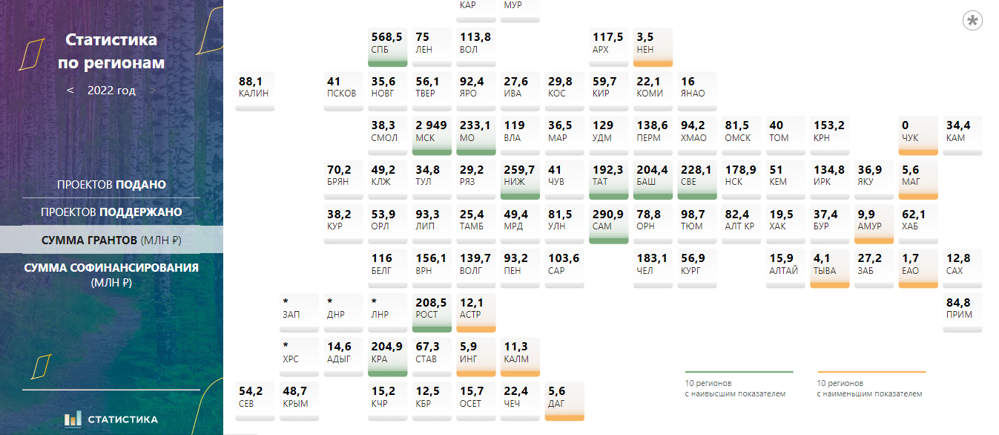 Статистика
по регионам
< 2022 год >
ПРОЕКТОВ ПОДАНО
ПРОЕКТОВ ПОДДЕРЖАНО
СУММА ГРАНТОВ (МЛН ₽)
СУММА СОФИНАНСИРОВАНИЯ
(МЛН ₽)
СТАТИСТИКА
КАР МУР
568,5 75 113,8 117,5 3,5
СПБ ЛЕН ВОЛ АРХ НЕН
88,1 41 35,6 56,1 92,4 27,6 29,8 59,7 22,1 16
КАЛИН ПСКОВ НОВГ ТВЕР ЯРО ИВА КОС КИР КОМИ ЯНАО
38,3 2 949 233,1 119 36,5 129 138,6 94,2 81,5 40 153,2 0 34,4
СМОЛ МСК МО ВЛА МАР УДМ ПЕРМ ХМАО ОМСК ТОМ КРН ЧУК КАМ
70,2 49,2 34,8 29,2 259,7 41 192,3 204,4 228,1 178,9 51 134,8 36,9 5,6
БРЯН КЛЖ ТУЛ РЯЗ НИЖ ЧУВ ТАТ БАШ СВЕ НСК КЕМ ИРК ЯКУ МАГ
38,2 53,9 93,3 25,4 49,4 81,5 290,9 78,8 98,7 82,4 19,5 37,4 9,9 62,1
КУР ОРЛ ЛИП ТАМБ МРД УЛН САМ ОРН ТЮМ АЛТ КР ХАК БУР АМУР ХАБ
116 156,1 139,7 93,2 103,6 183,1 56,9 15,9 4,1 27,2 1,7 12,8
БЕЛГ ВРН ВОЛГ ПЕН САР ЧЕЛ КУРГ АЛТАЙ ТЫВА ЗАБ ЕАО САХ
* * * 208,5 12,1 84,8
ЗАП ДНР ЛНР РОСТ АСТР ПРИМ
* 14,6 204,9 67,3 5,9 11,3
ХРС АДЫГ КРА СТАВ ИНГ КАЛМ
54,2 48,7 15,2 12,5 15,7 22,4 5,6
СЕВ КРЫМ КЧР КБР ОСЕТ ЧЕЧ ДАГ
10 регионов
с наивысшим показателем
10 регионов
с наименьшим показателем